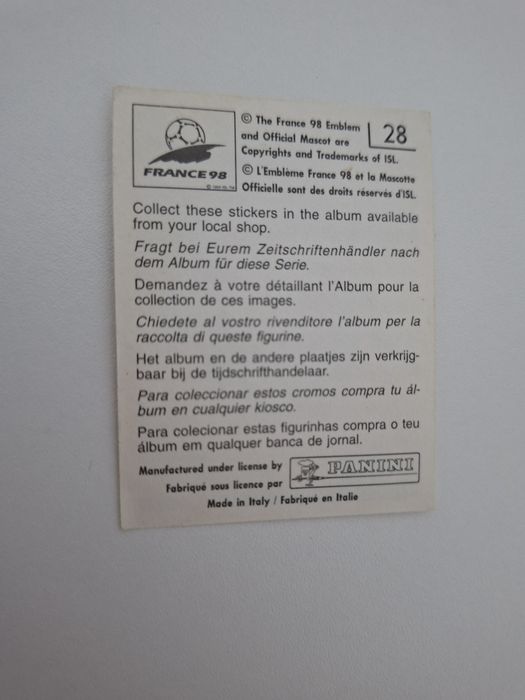 © The France 98 Emblem
and Official Mascot are
Copyrights and Trademarks of ISL.
28
© L'Emblème France 98 et la Mascotte
Officielle sont des droits réservés d'ISL.
FRANCE 98
Collect these stickers in the album available
from your local shop.
Fragt bei Eurem Zeitschriftenhändler nach
dem Album für diese Serie.
Demandez à votre détaillant l'Album pour la
collection de ces images.
Chiedete al vostro rivenditore l'album per la
raccolta di queste figurine.
Het album en de andere plaatjes zijn verkrijg-
baar bij de tijdschrifthandelaar.
Para coleccionar estos cromos compra tu ál-
bum en cualquier kiosco.
Para colecionar estas figurinhas compra o teu
álbum em qualquer banca de jornal.
Manufactured under license by
Fabriqué sous licence par
PANINI
Made in Italy / Fabriqué en Italie